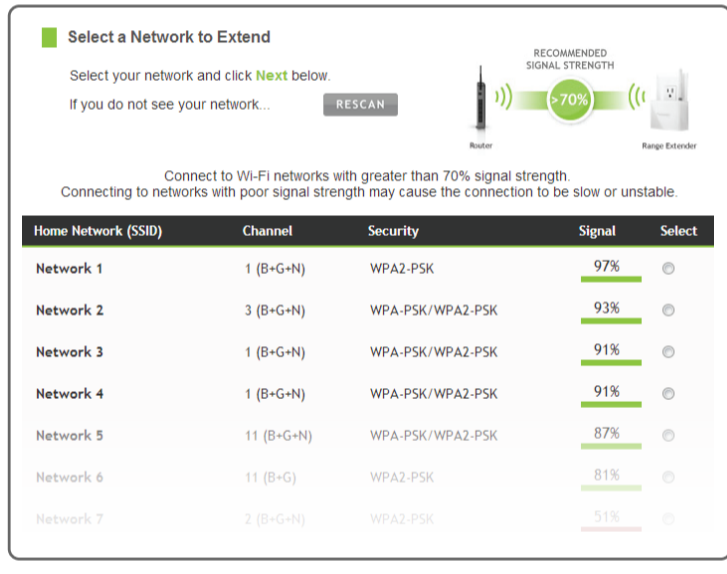 Select a Network to Extend
Select your network and click Next below.
If you do not see your network...
RESCAN
RECOMMENDED
SIGNAL STRENGTH
>70%
Router
Range Extender
Connect to Wi-Fi networks with greater than 70% signal strength.
Connecting to networks with poor signal strength may cause the connection to be slow or unstable.
Home Network (SSID) Channel Security Signal Select
Network 1 1 (B+G+N) WPA2-PSK 97%
Network 2 3 (B+G+N) WPA-PSK/WPA2-PSK 93%
Network 3 1 (B+G+N) WPA-PSK/WPA2-PSK 91%
Network 4 1 (B+G+N) WPA-PSK/WPA2-PSK 91%
Network 5 11 (B+G+N) WPA-PSK/WPA2-PSK 87%
Network 6 11 (B+G) WPA2-PSK 81%
Network 7 2 (B+G+N) WPA2-PSK 51%